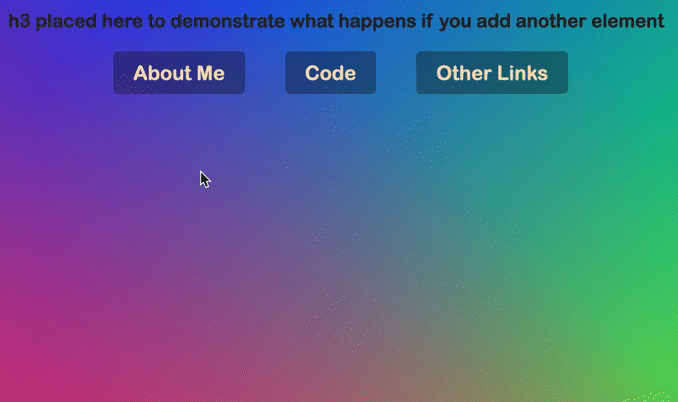 h3 placed here to demonstrate what happens if you add another element
About Me Code Other Links